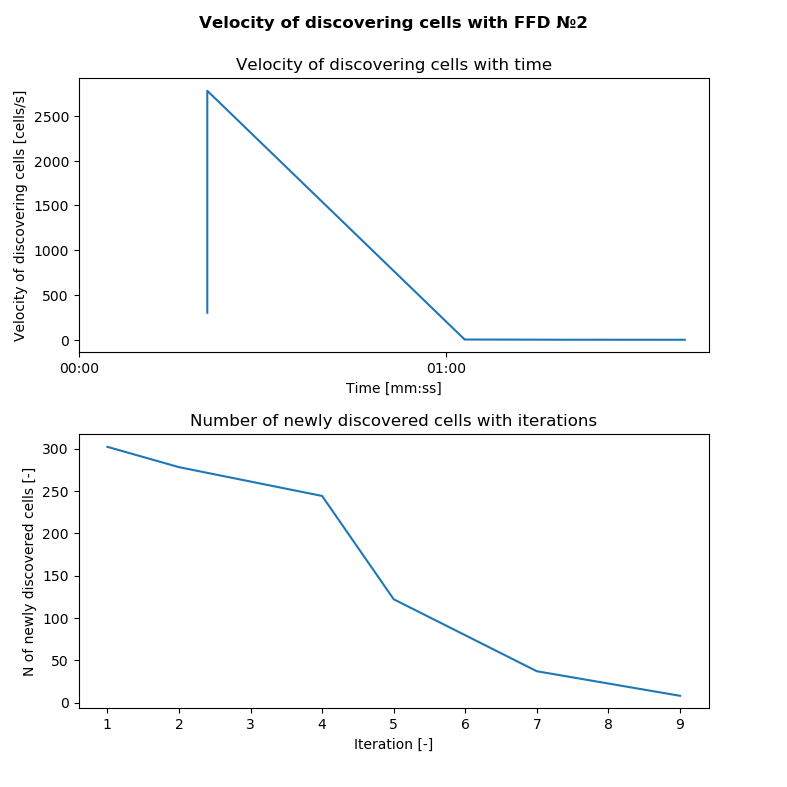 Velocity of discovering cells with FFD №2
Velocity of discovering cells with time
Velocity of discovering cells [cells/s]
2500
2000
1500
1000
500
0
00:00 01:00
Time [mm:ss]
Number of newly discovered cells with iterations
N of newly discovered cells [-]
300
250
200
150
100
50
0
1 2 3 4 5 6 7 8 9
Iteration [-]